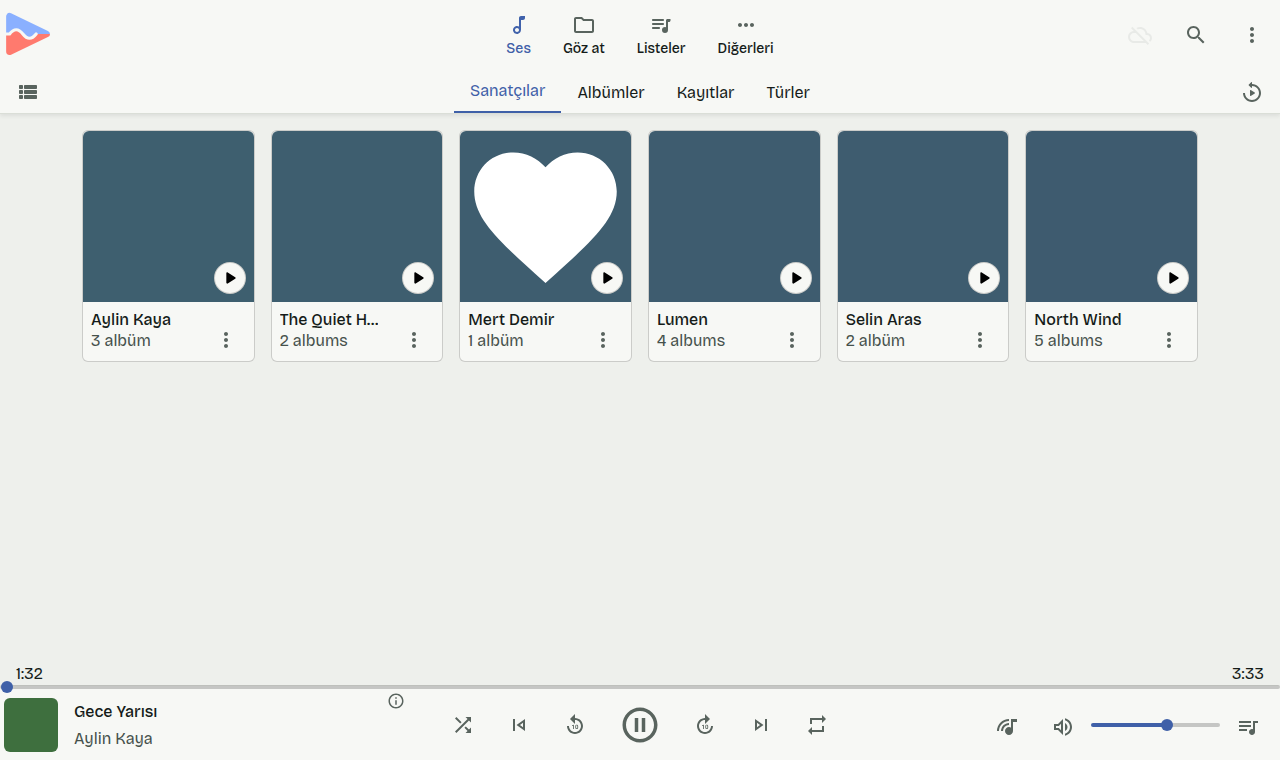 Ses
Göz at
Listeler
Diğerleri
Sanatçılar
Albümler
Kayıtlar
Türler
Aylin Kaya
3 albüm
The Quiet H...
2 albums
Mert Demir
1 albüm
Lumen
4 albums
Selin Aras
2 albüm
North Wind
5 albums
1:32
3:33
Gece Yarısı
Aylin Kaya
10
10